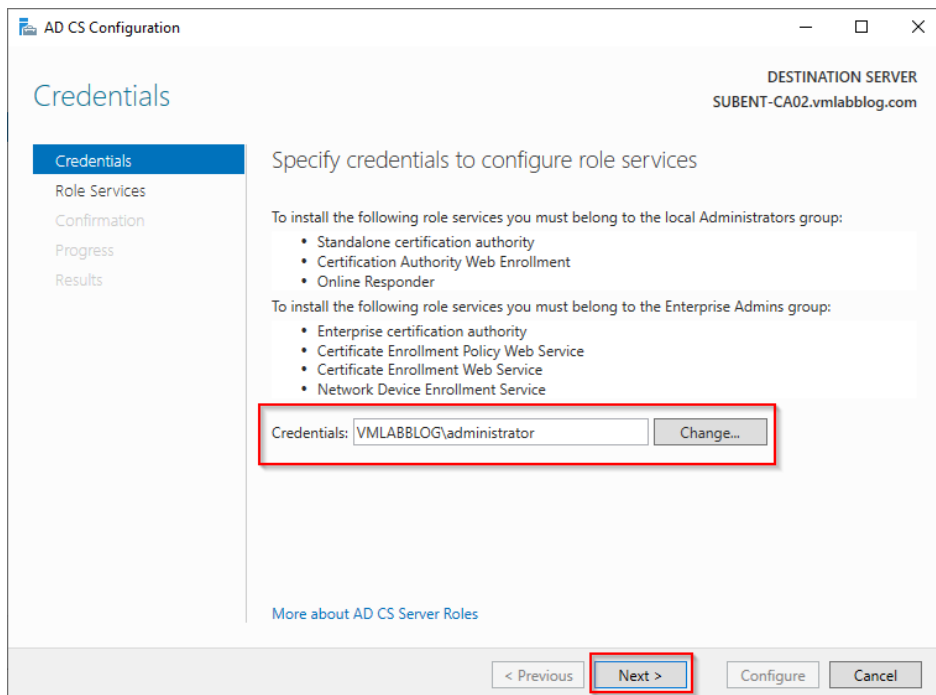 AD CS Configuration
Credentials
DESTINATION SERVER
SUBENT-CA02.vmlabblog.com
Credentials
Role Services
Confirmation
Progress
Results
Specify credentials to configure role services
To install the following role services you must belong to the local Administrators group:
• Standalone certification authority
• Certification Authority Web Enrollment
• Online Responder
To install the following role services you must belong to the Enterprise Admins group:
• Enterprise certification authority
• Certificate Enrollment Policy Web Service
• Certificate Enrollment Web Service
• Network Device Enrollment Service
Credentials: VMLABBLOG\administrator Change...
More about AD CS Server Roles
< Previous Next > Configure Cancel